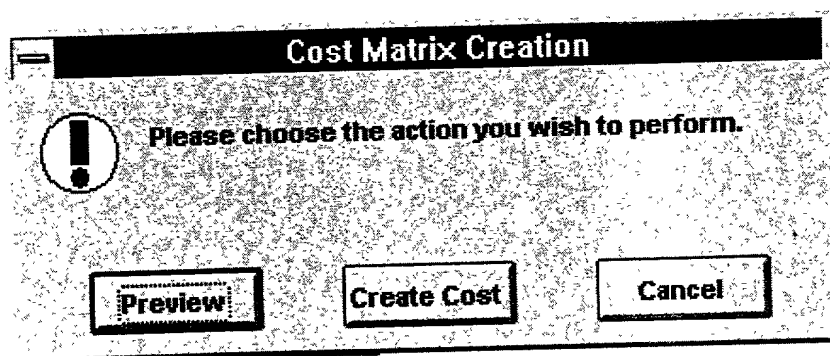 Cost Matrix Creation
Please choose the action you wish to perform.
Preview Create Cost Cancel